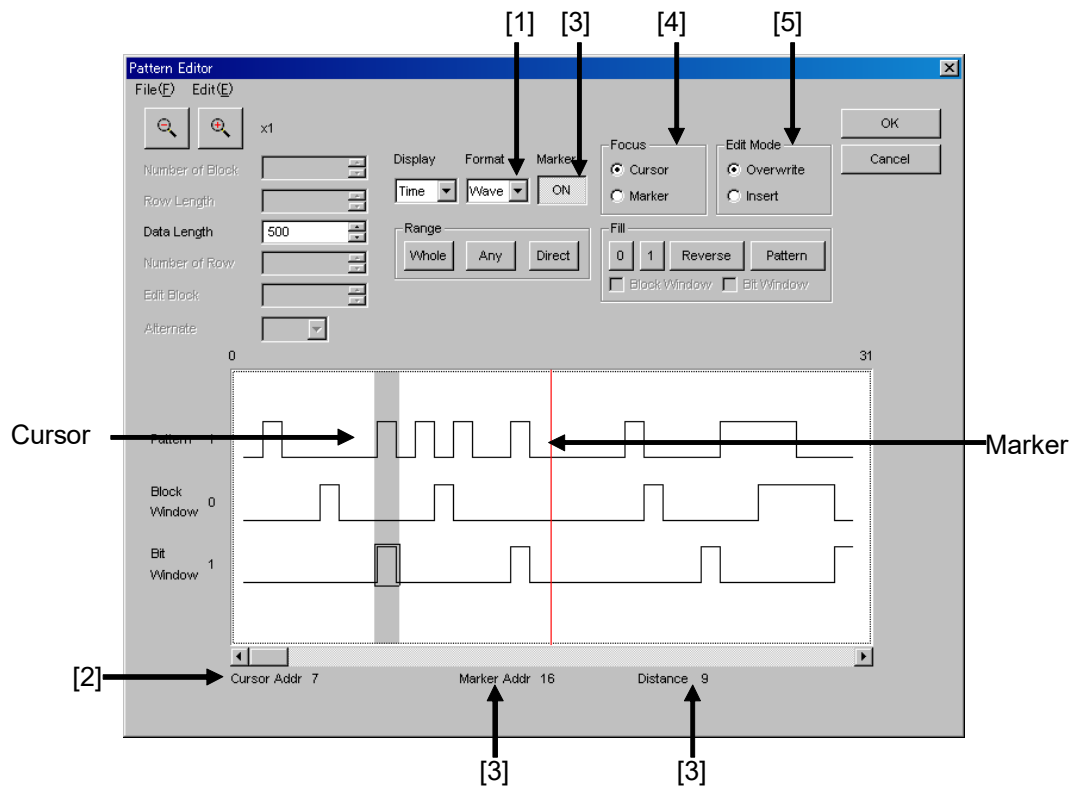 [1] [3] [4] [5]
Pattern Editor
File(F) Edit(E)
x1
OK
Cancel
Number of Block
Row Length
Data Length 500
Number of Row
Edit Block
Alternate
Display Format Marker
Time Wave ON
Focus
Cursor
Marker
Edit Mode
Overwrite
Insert
Range
Whole Any Direct
Fill
0 1 Reverse Pattern
Block Window Bit Window
0 31
Cursor
Pattern 1
Marker
Block
Window 0
Bit
Window 1
[2]
Cursor Addr 7 Marker Addr 16 Distance 9
[3] [3]